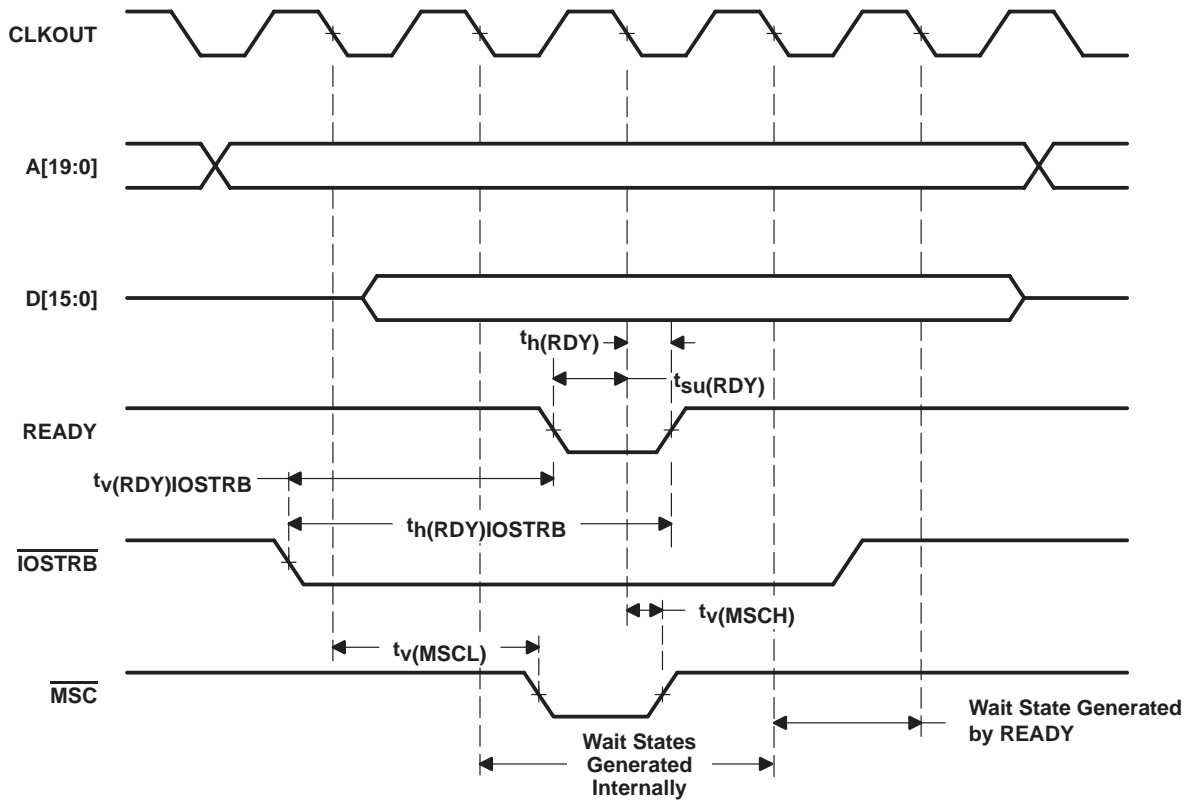 CLKOUT
A[19:0]
D[15:0]
th(RDY)
tsu(RDY)
READY
tv(RDY)IOSTRB
th(RDY)IOSTRB
IOSTRB
tv(MSCH)
tv(MSCL)
MSC
Wait State Generated
by READY
Wait States
Generated
Internally